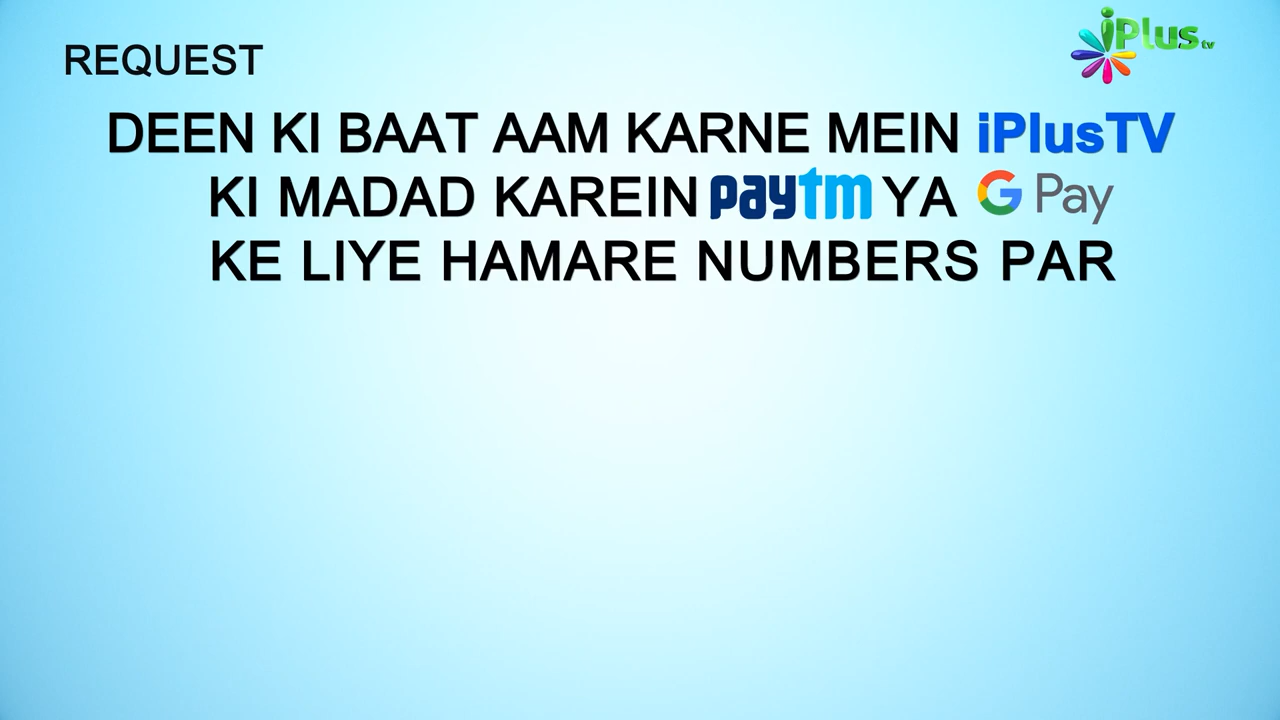 REQUEST
iPlus tv
DEEN KI BAAT AAM KARNE MEIN iPlusTV
KI MADAD KAREIN paytm YA G Pay
KE LIYE HAMARE NUMBERS PAR